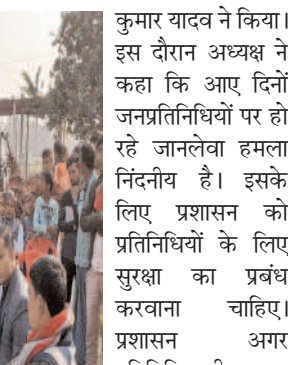 कुमार यादव ने किया।
इस दौरान अध्यक्ष ने
कहा कि आए दिनों
जनप्रतिनिधियों पर हो
रहे जानलेवा हमला
निंदनीय है। इसके
लिए प्रशासन को
प्रतिनिधियों के लिए
सुरक्षा का प्रबंध
करवाना चाहिए।
प्रशासन अगर